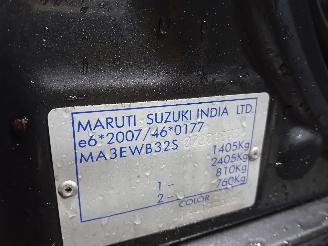 MARUTI SUZUKI INDIA LTD.
e6*2007/46*0177
MA3EWB32S
1405Kg
2405Kg
1- 810Kg
2- 760Kg
COLOR